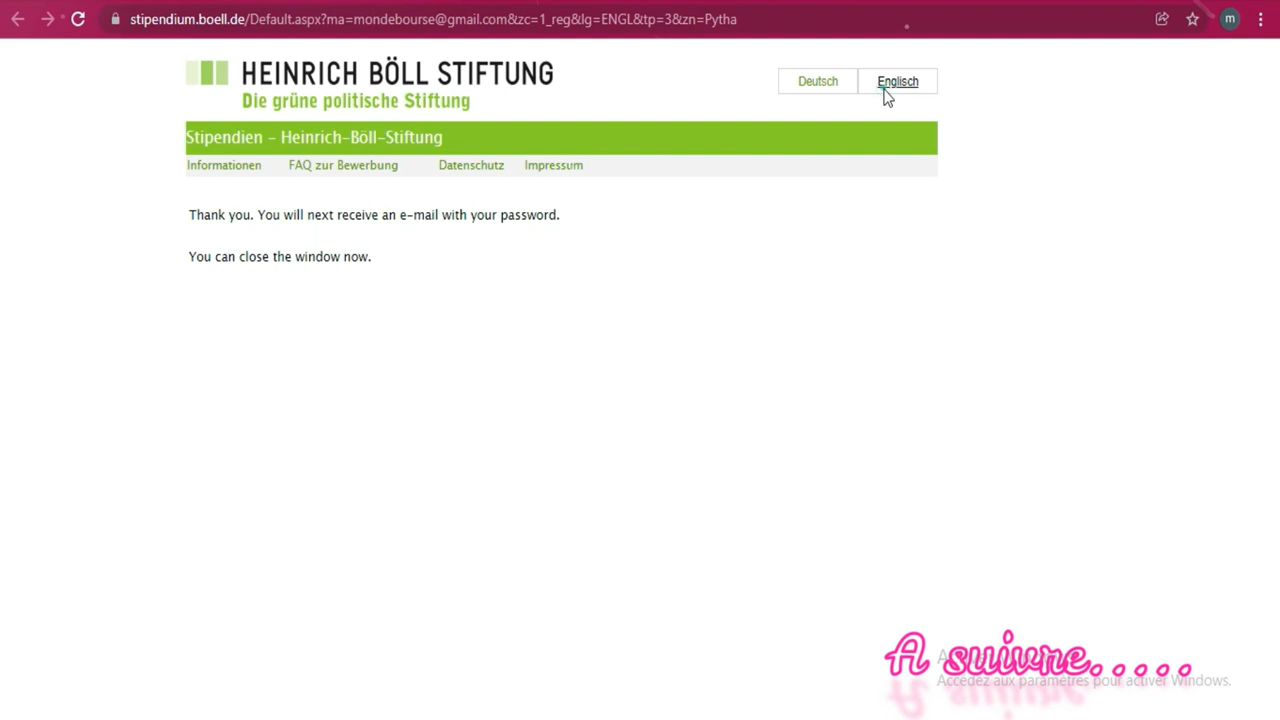 stipendium.boell.de/Default.aspx?ma=mondebourse@gmail.com&zc=1_reg&lg=ENGL&tp=3&zn=Pytha
m
HEINRICH BÖLL STIFTUNG
Die grüne politische Stiftung
Deutsch Englisch
Stipendien - Heinrich-Böll-Stiftung
Informationen FAQ zur Bewerbung Datenschutz Impressum
Thank you. You will next receive an e-mail with your password.
You can close the window now.
A suivre.....
Accédez aux paramètres pour activer Windows.